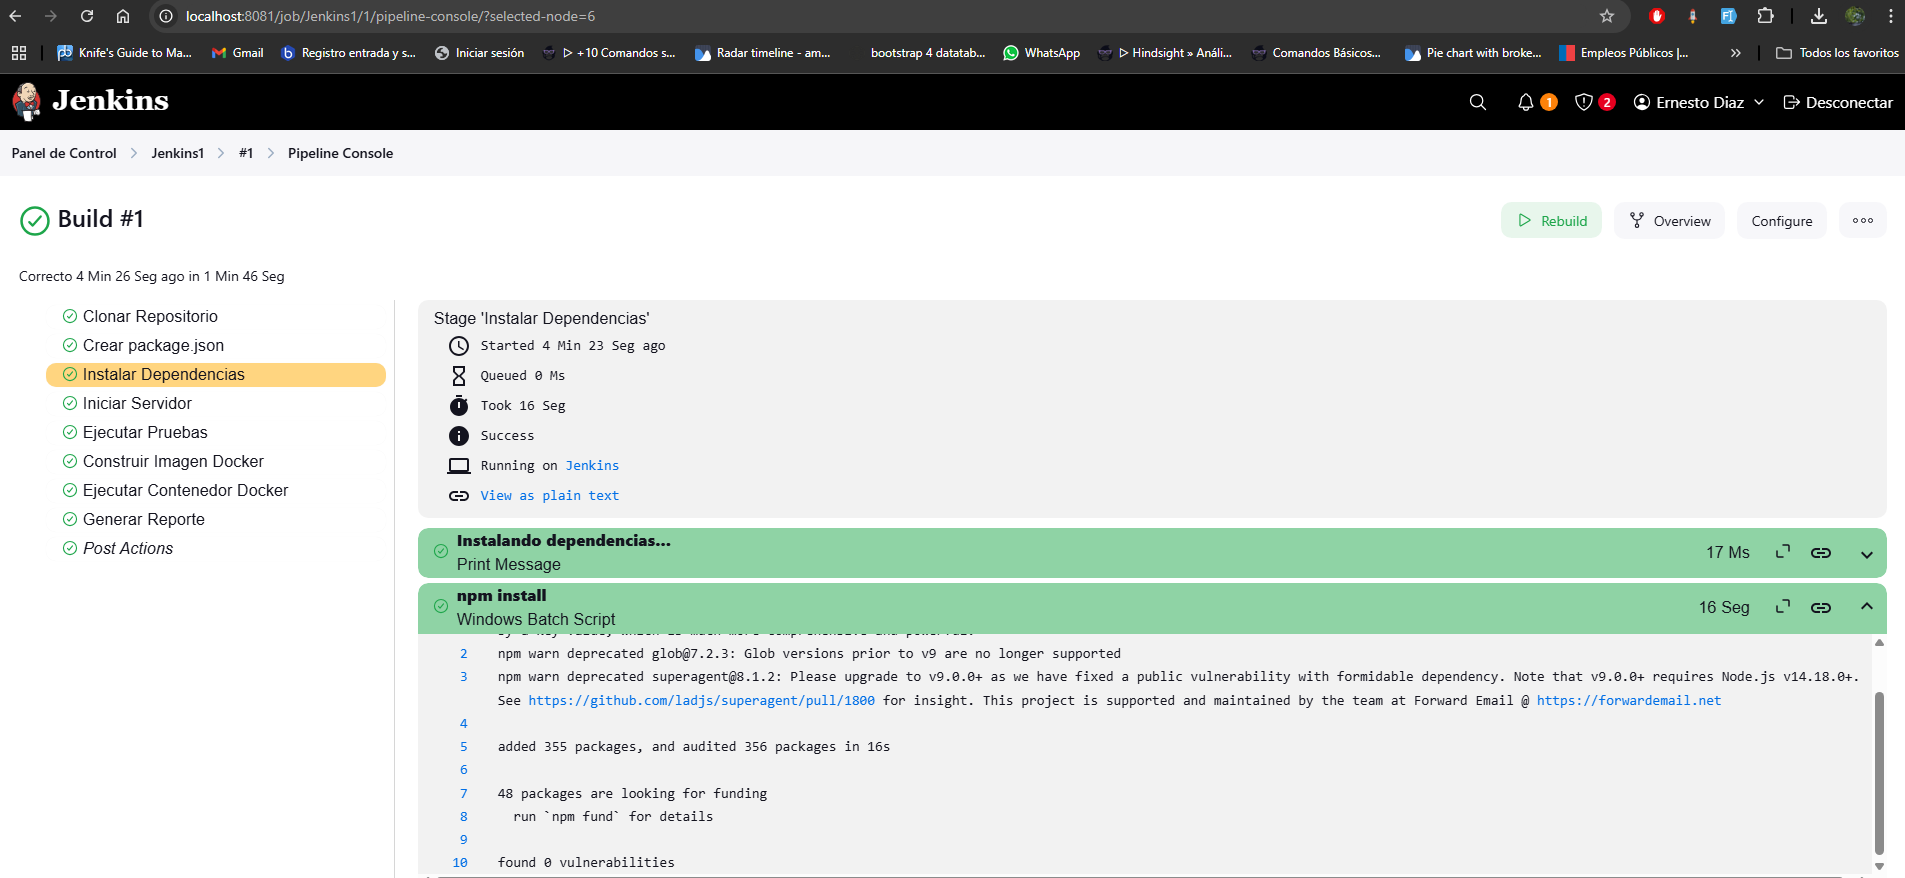 localhost:8081/job/Jenkins1/1/pipeline-console/?selected-node=6
Knife's Guide to Ma... Gmail Registro entrada y s... Iniciar sesión ▷ +10 Comandos s... Radar timeline - am... bootstrap 4 datatab... WhatsApp ▷ Hindsight » Análi... Comandos Básicos... Pie chart with broke... Empleos Públicos |... » Todos los favoritos
Jenkins 1 2 Ernesto Diaz Desconectar
Panel de Control > Jenkins1 > #1 > Pipeline Console
Build #1
Rebuild Overview Configure
Correcto 4 Min 26 Seg ago in 1 Min 46 Seg
Clonar Repositorio
Crear package.json
Instalar Dependencias
Iniciar Servidor
Ejecutar Pruebas
Construir Imagen Docker
Ejecutar Contenedor Docker
Generar Reporte
Post Actions
Stage 'Instalar Dependencias'
Started 4 Min 23 Seg ago
Queued 0 Ms
Took 16 Seg
Success
Running on Jenkins
View as plain text
Instalando dependencias...
Print Message
17 Ms
npm install
Windows Batch Script
16 Seg
2 npm warn deprecated glob@7.2.3: Glob versions prior to v9 are no longer supported
3 npm warn deprecated superagent@8.1.2: Please upgrade to v9.0.0+ as we have fixed a public vulnerability with formidable dependency. Note that v9.0.0+ requires Node.js v14.18.0+.
See https://github.com/ladjs/superagent/pull/1800 for insight. This project is supported and maintained by the team at Forward Email @ https://forwardemail.net
4
5 added 355 packages, and audited 356 packages in 16s
6
7 48 packages are looking for funding
8 run `npm fund` for details
9
10 found 0 vulnerabilities